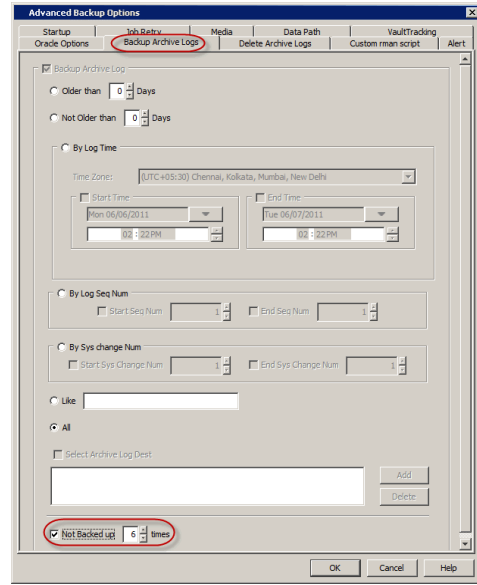 Advanced Backup Options
Startup Job Retry Media Data Path VaultTracking
Oracle Options Backup Archive Logs Delete Archive Logs Custom rman script Alert
Backup Archive Log
Older than 0 Days
Not Older than 0 Days
By Log Time
Time Zone: (UTC+05:30) Chennai, Kolkata, Mumbai, New Delhi
Start Time End Time
Mon 06/06/2011 Tue 06/07/2011
02 : 22 PM 02 : 22 PM
By Log Seq Num
Start Seq Num 1 End Seq Num 1
By Sys change Num
Start Sys Change Num 1 End Sys Change Num 1
Like
All
Select Archive Log Dest
Add
Delete
Not Backed up 6 times
OK Cancel Help